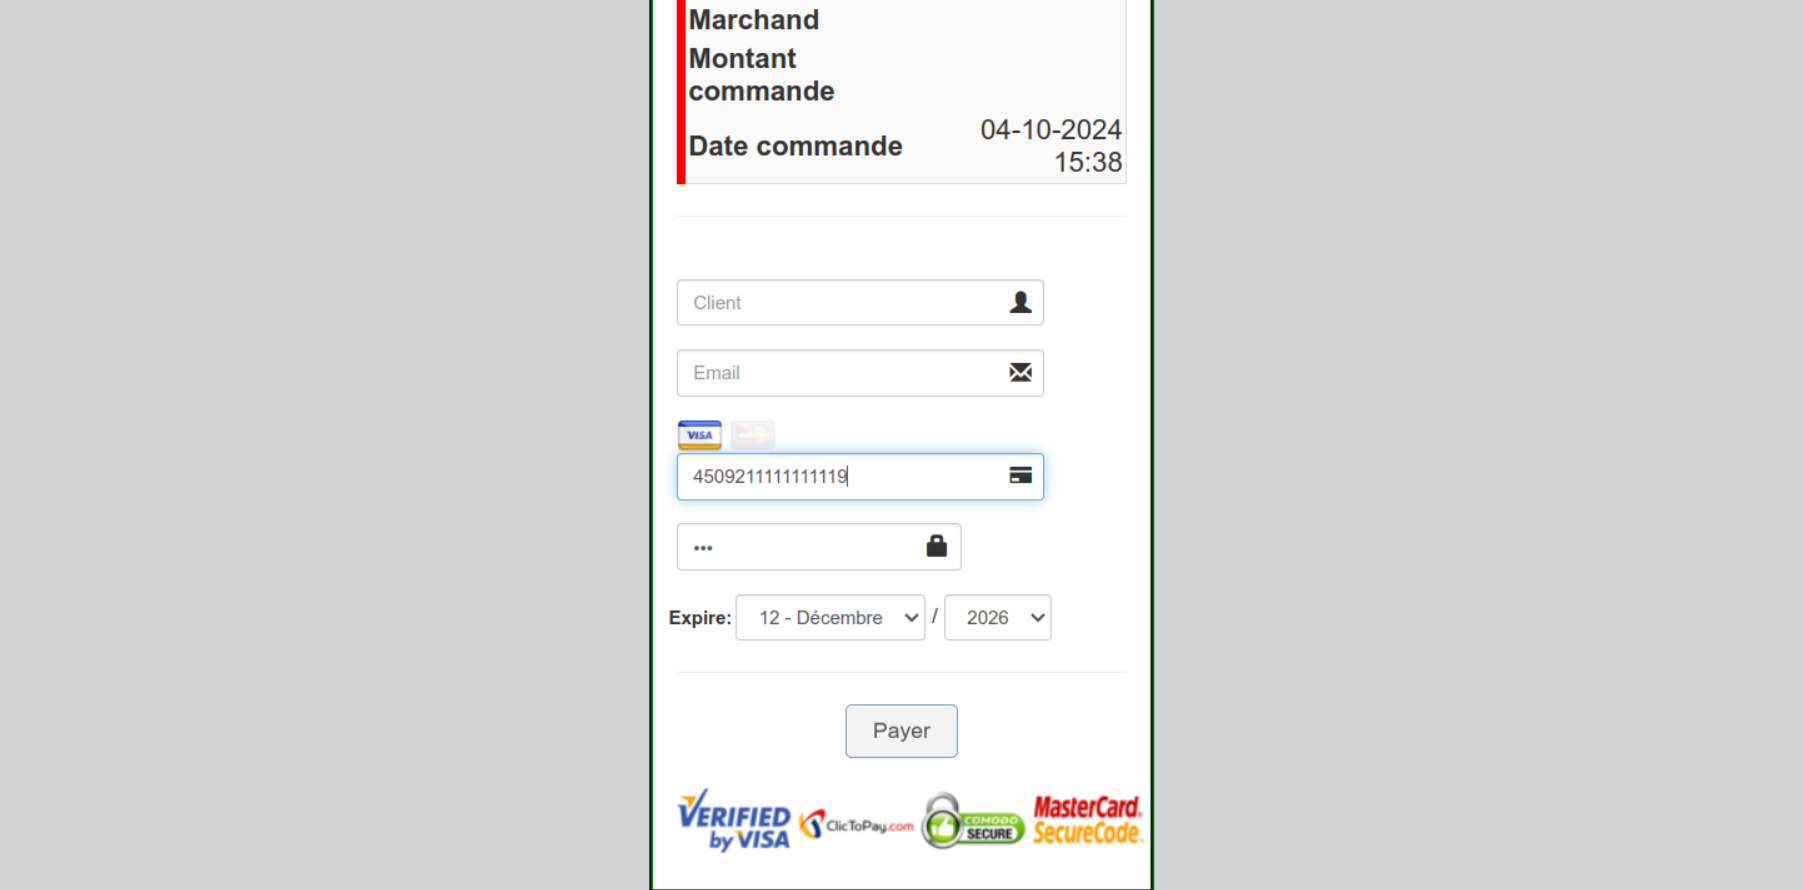 Marchand
Montant
commande
Date commande
04-10-2024
15:38
Client
Email
VISA
4509211111111119
•••
Expire: 12 - Décembre / 2026
Payer
VERIFIED
by VISA
ClicToPay.com
COMODO
SECURE
MasterCard.
SecureCode.